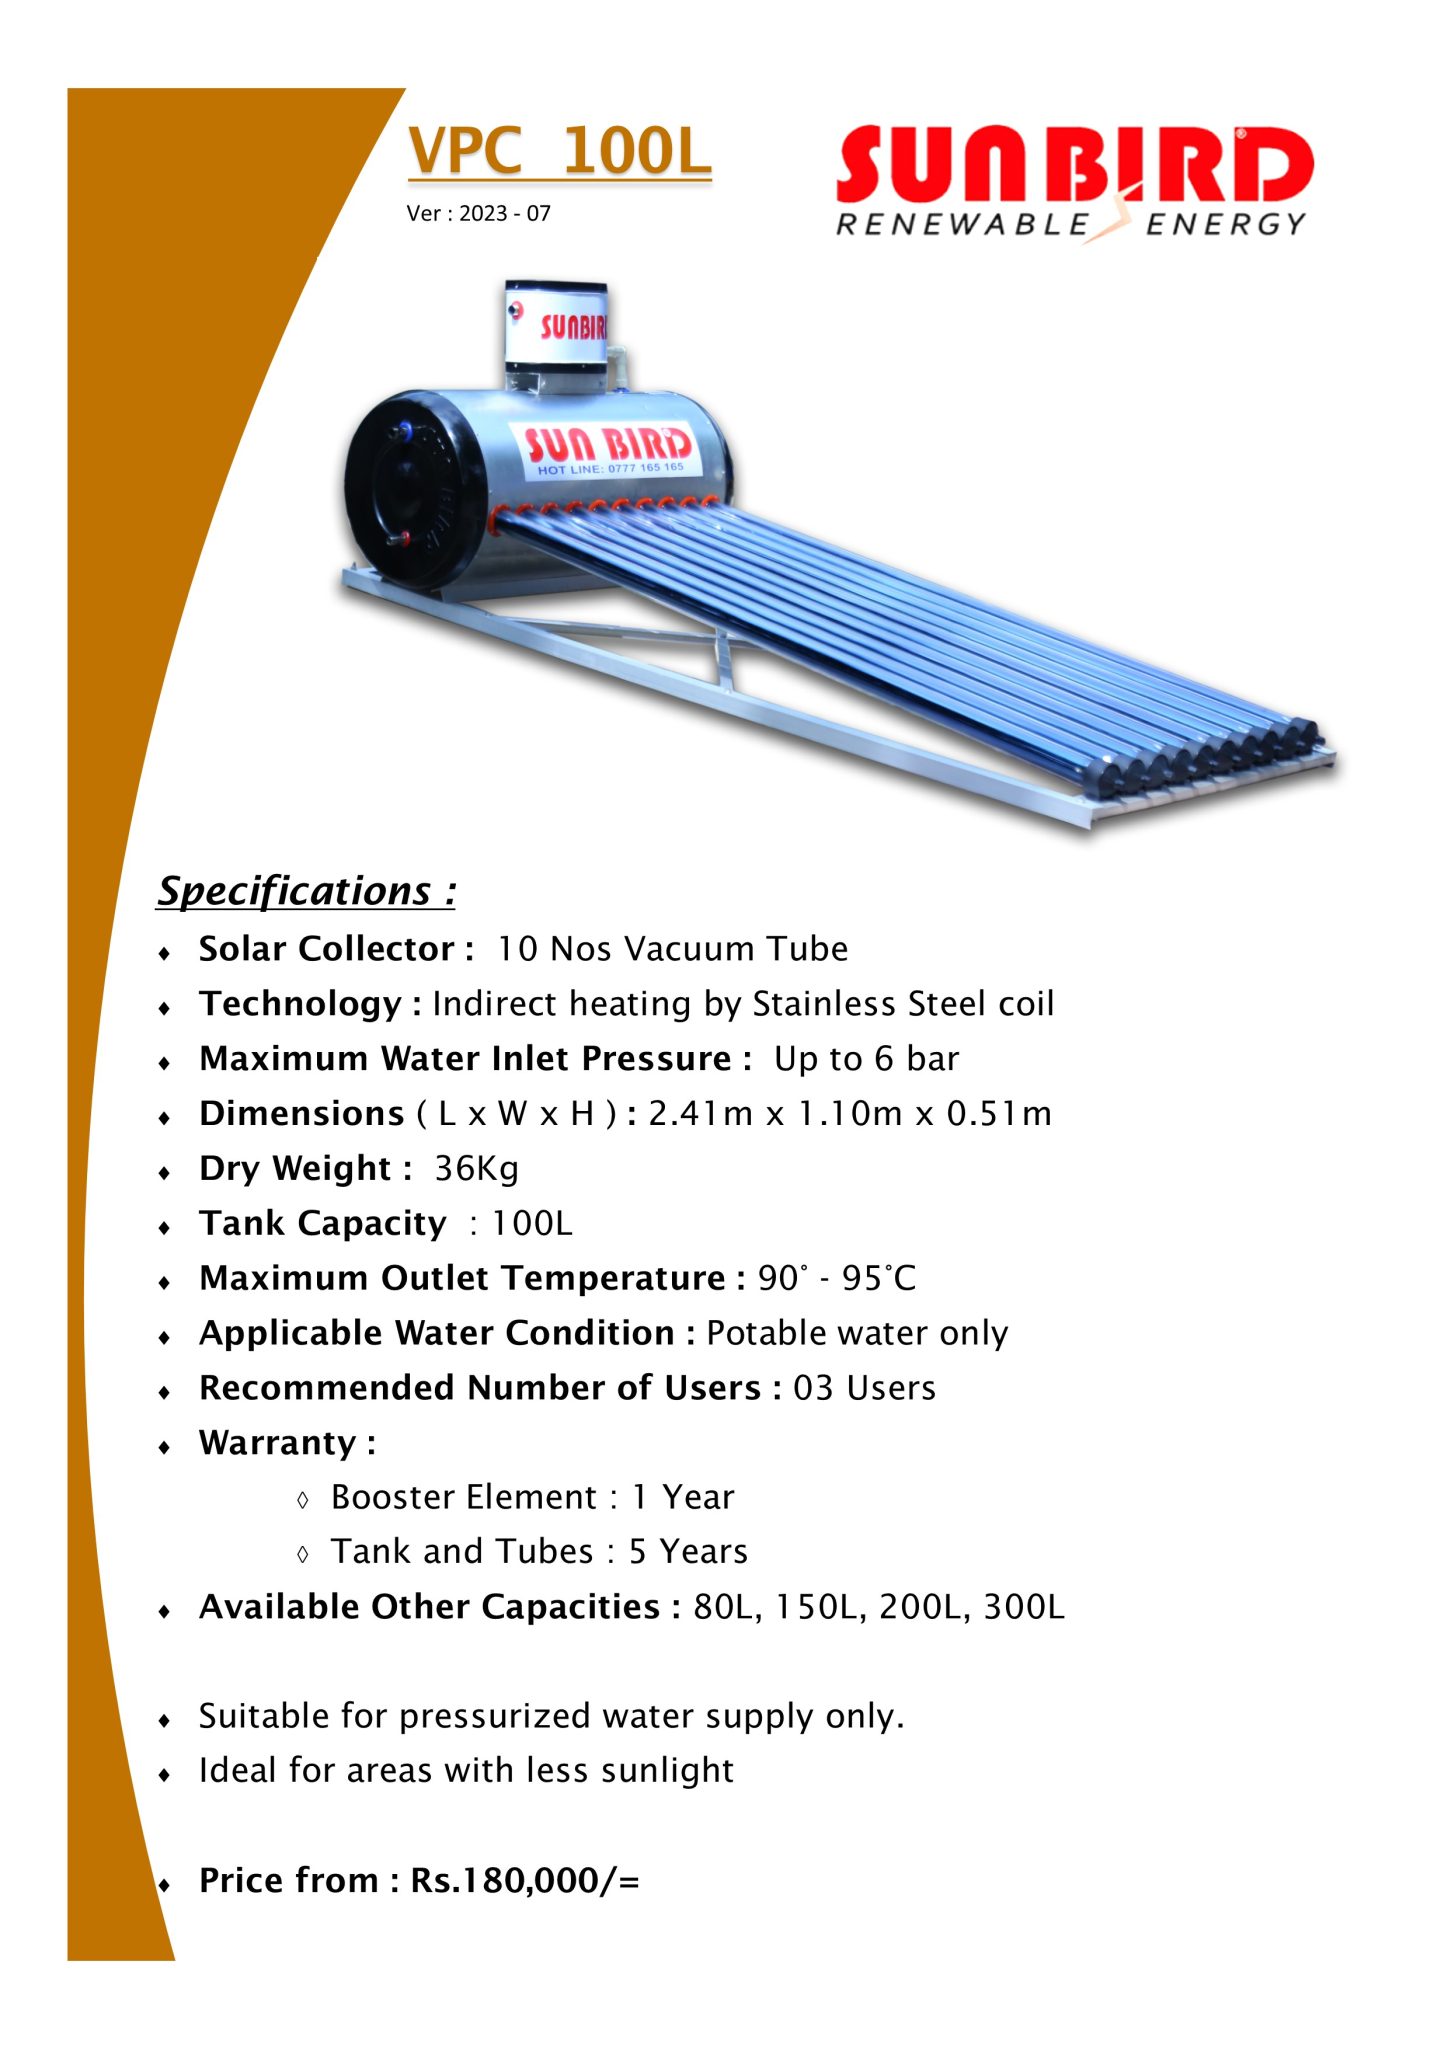 VPC 100L
Ver : 2023 - 07
SUNBIRD®
RENEWABLE ENERGY
SUNBIR
SUN BIRD
HOT LINE: 0777 165 165
Specifications :
♦ Solar Collector : 10 Nos Vacuum Tube
♦ Technology : Indirect heating by Stainless Steel coil
♦ Maximum Water Inlet Pressure : Up to 6 bar
♦ Dimensions ( L x W x H ) : 2.41m x 1.10m x 0.51m
♦ Dry Weight : 36Kg
♦ Tank Capacity : 100L
♦ Maximum Outlet Temperature : 90° - 95°C
♦ Applicable Water Condition : Potable water only
♦ Recommended Number of Users : 03 Users
♦ Warranty :
◊ Booster Element : 1 Year
◊ Tank and Tubes : 5 Years
♦ Available Other Capacities : 80L, 150L, 200L, 300L
♦ Suitable for pressurized water supply only.
♦ Ideal for areas with less sunlight
♦ Price from : Rs.180,000/=